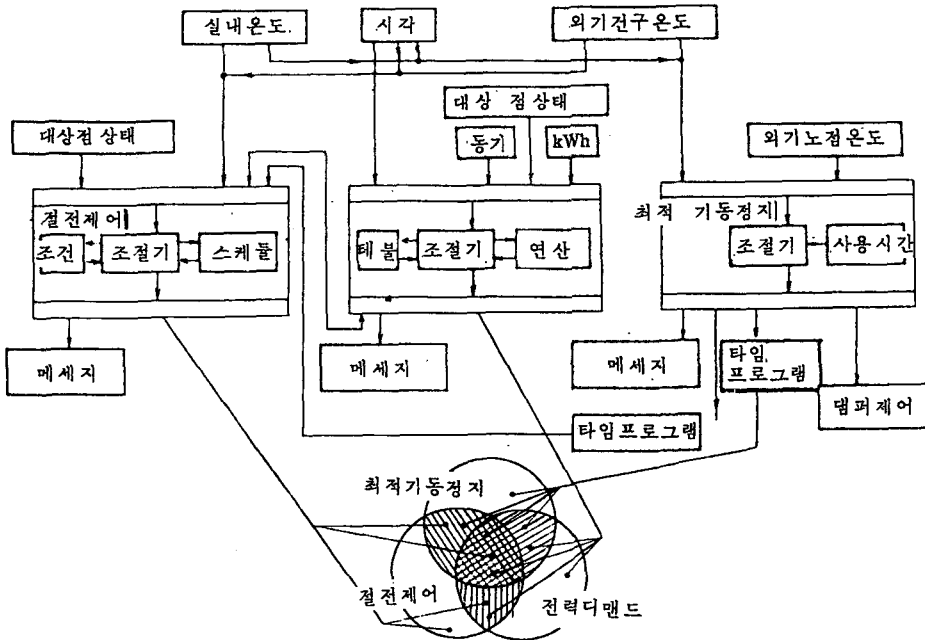 실내온도.
시각
외기건구온도
대상 점상태
대상점상태
동기
kWh
외기노점온도
절전제어
조건
조절기
스케듈
테불
조절기
연산
최적 기동정지
조절기
사용시간
메세지
메세지
메세지
타임.
프로그램
댐퍼제어
타임프로그램
최적기동정지
절전제어
전력디맨드